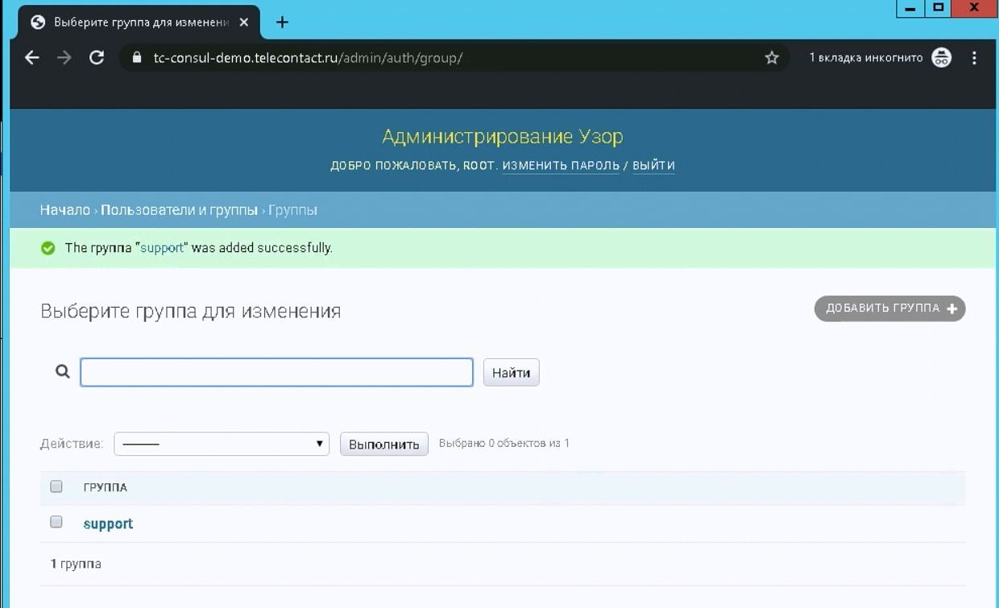 Выберите группа для изменени
tc-consul-demo.telecontact.ru/admin/auth/group/
1 вкладка инкогнито
Администрирование Узор
ДОБРО ПОЖАЛОВАТЬ, ROOT. ИЗМЕНИТЬ ПАРОЛЬ / ВЫЙТИ
Начало › Пользователи и группы › Группы
The группа "support" was added successfully.
Выберите группа для изменения
ДОБАВИТЬ ГРУППА +
Найти
Действие: --------- Выполнить Выбрано 0 объектов из 1
ГРУППА
support
1 группа